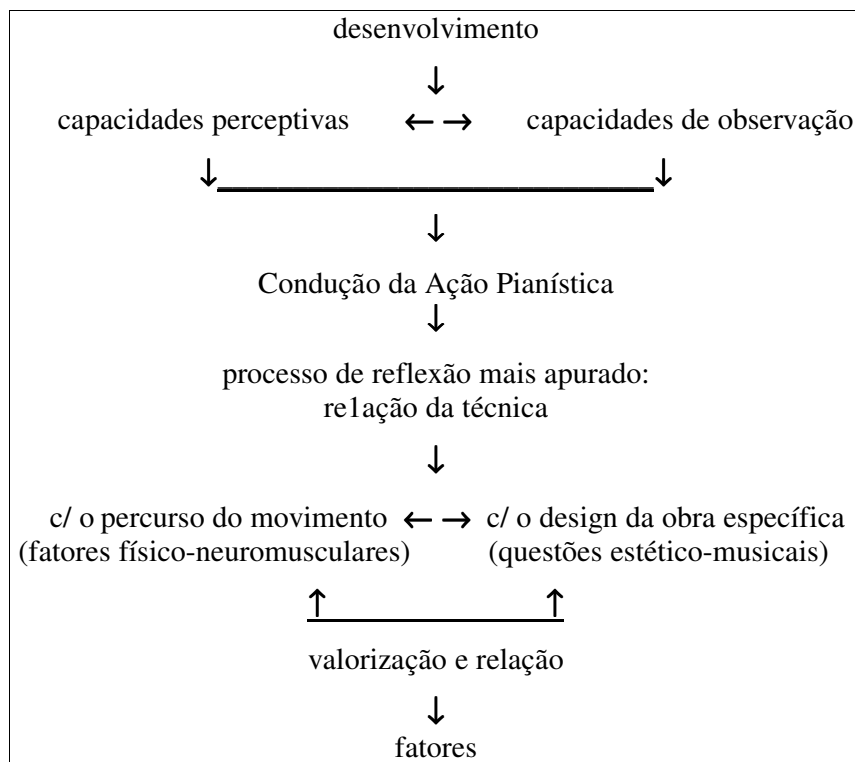 desenvolvimento
↓
capacidades perceptivas ← → capacidades de observação
↓ ↓
↓
Condução da Ação Pianística
↓
processo de reflexão mais apurado:
re1ação da técnica
↓
c/ o percurso do movimento ← → c/ o design da obra específica
(fatores físico-neuromusculares) (questões estético-musicais)
↑ ↑
valorização e relação
↓
fatores